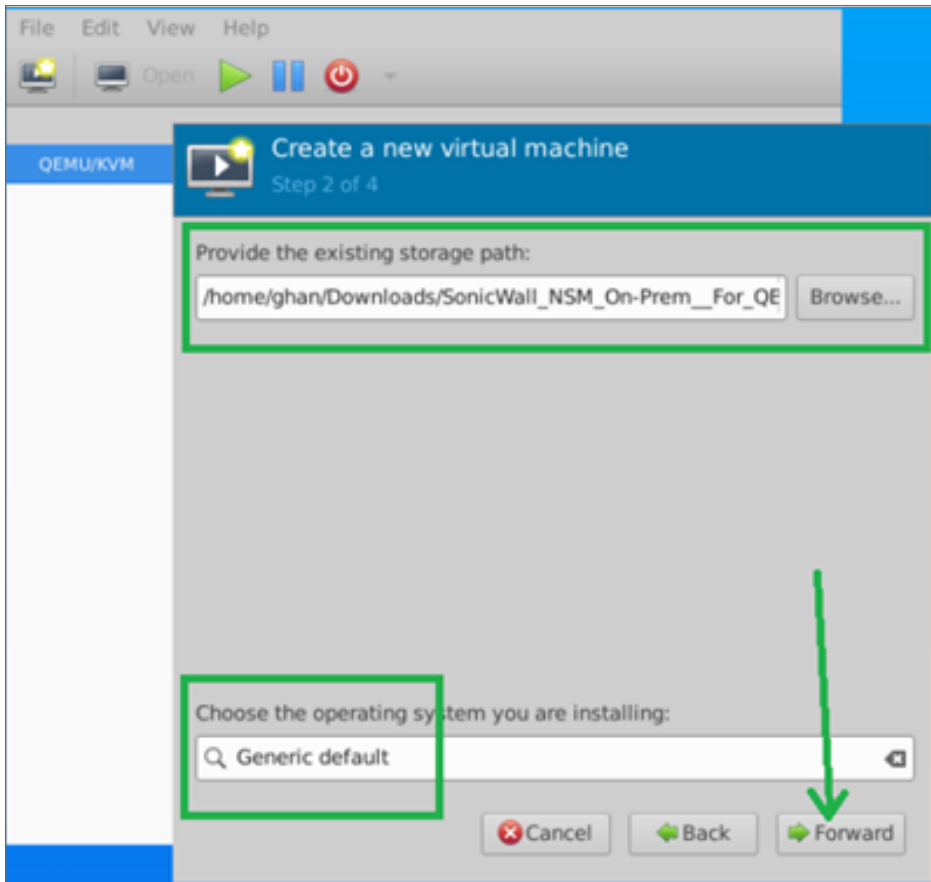 File Edit View Help
Open
QEMU/KVM
Create a new virtual machine
Step 2 of 4
Provide the existing storage path:
/home/ghan/Downloads/SonicWall_NSM_On-Prem__For_QE Browse...
Choose the operating system you are installing:
Generic default
Cancel Back Forward